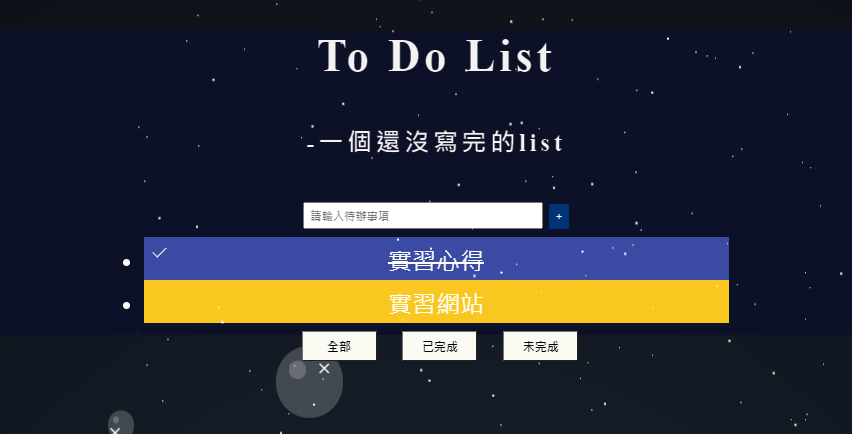 To Do List
-一個還沒寫完的list
請輸入待辦事項
+
實習心得
實習網站
全部 已完成 未完成